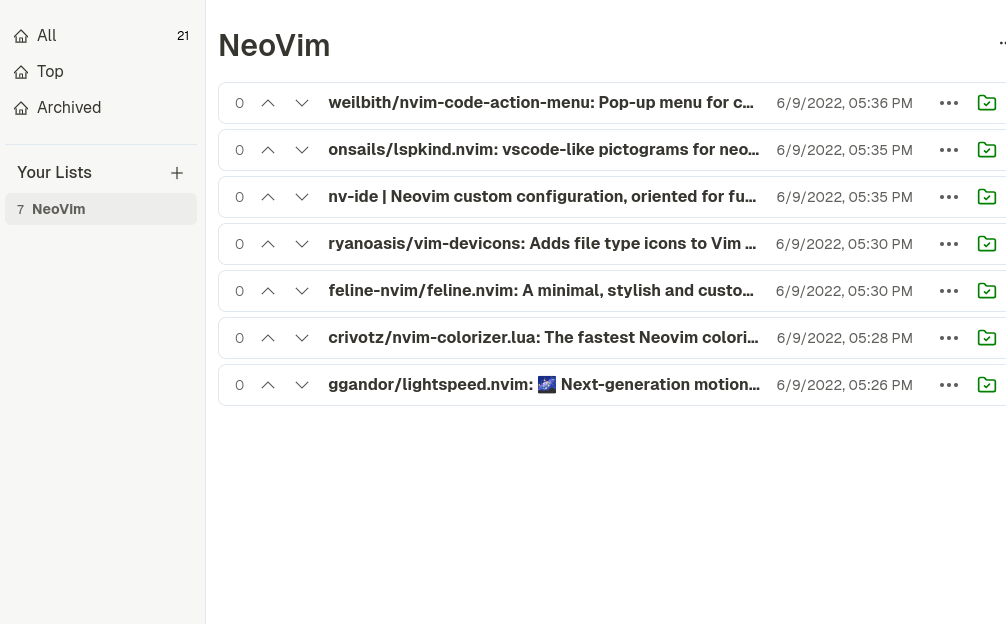 All 21
Top
Archived
Your Lists
7 NeoVim
NeoVim
0 weilbith/nvim-code-action-menu: Pop-up menu for c... 6/9/2022, 05:36 PM
0 onsails/lspkind.nvim: vscode-like pictograms for neo... 6/9/2022, 05:35 PM
0 nv-ide | Neovim custom configuration, oriented for fu... 6/9/2022, 05:35 PM
0 ryanoasis/vim-devicons: Adds file type icons to Vim ... 6/9/2022, 05:30 PM
0 feline-nvim/feline.nvim: A minimal, stylish and custo... 6/9/2022, 05:30 PM
0 crivotz/nvim-colorizer.lua: The fastest Neovim colori... 6/9/2022, 05:28 PM
0 ggandor/lightspeed.nvim: 🌌 Next-generation motion... 6/9/2022, 05:26 PM